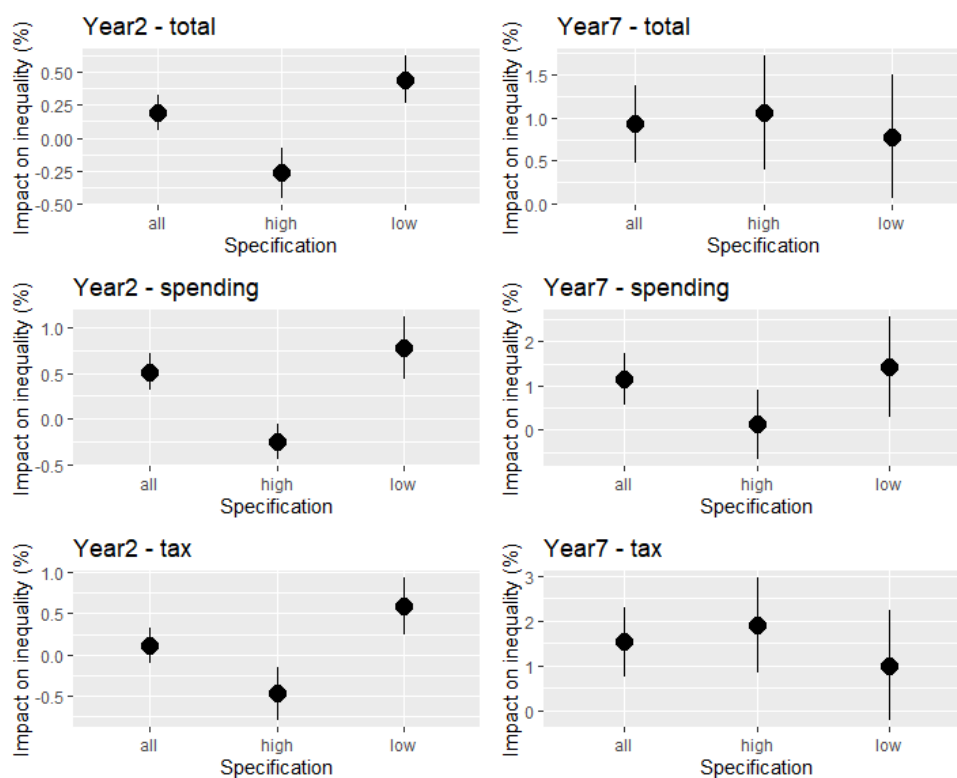 Year2 - total
Impact on inequality (%)
0.50
0.25
0.00
-0.25
-0.50
all high low
Specification
Year7 - total
Impact on inequality (%)
1.5
1.0
0.5
0.0
all high low
Specification
Year2 - spending
Impact on inequality (%)
1.0
0.5
0.0
-0.5
all high low
Specification
Year7 - spending
Impact on inequality (%)
2
1
0
all high low
Specification
Year2 - tax
Impact on inequality (%)
1.0
0.5
0.0
-0.5
all high low
Specification
Year7 - tax
Impact on inequality (%)
3
2
1
0
all high low
Specification